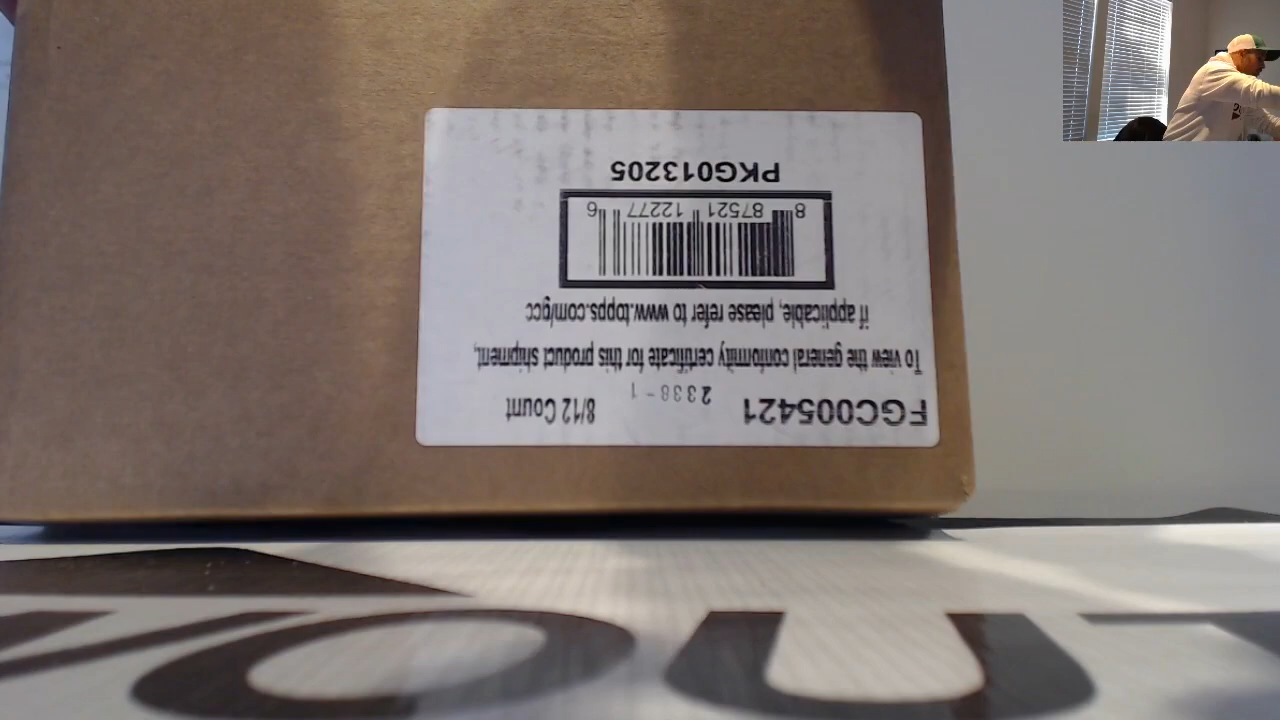 FGC005421 8/12 Count
2338-1
To view the general conformity certificate for this product shipment,
if applicable, please refer to www.topps.com/gcc
8 87521 12277 6
PKG013205
YOU